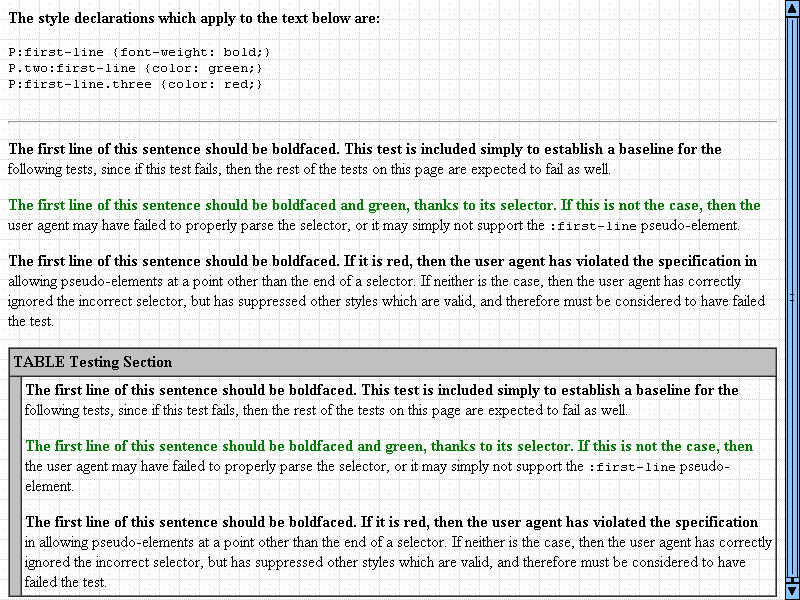 The style declarations which apply to the text below are:
P:first-line {font-weight: bold;}
P.two:first-line {color: green;}
P:first-line.three {color: red;}
The first line of this sentence should be boldfaced. This test is included simply to establish a baseline for the
following tests, since if this test fails, then the rest of the tests on this page are expected to fail as well.
The first line of this sentence should be boldfaced and green, thanks to its selector. If this is not the case, then the
user agent may have failed to properly parse the selector, or it may simply not support the :first-line pseudo-element.
The first line of this sentence should be boldfaced. If it is red, then the user agent has violated the specification in
allowing pseudo-elements at a point other than the end of a selector. If neither is the case, then the user agent has correctly
ignored the incorrect selector, but has suppressed other styles which are valid, and therefore must be considered to have failed
the test.
TABLE Testing Section
The first line of this sentence should be boldfaced. This test is included simply to establish a baseline for the
following tests, since if this test fails, then the rest of the tests on this page are expected to fail as well.
The first line of this sentence should be boldfaced and green, thanks to its selector. If this is not the case, then
the user agent may have failed to properly parse the selector, or it may simply not support the :first-line pseudo-
element.
The first line of this sentence should be boldfaced. If it is red, then the user agent has violated the specification
in allowing pseudo-elements at a point other than the end of a selector. If neither is the case, then the user agent has correctly
ignored the incorrect selector, but has suppressed other styles which are valid, and therefore must be considered to have
failed the test.